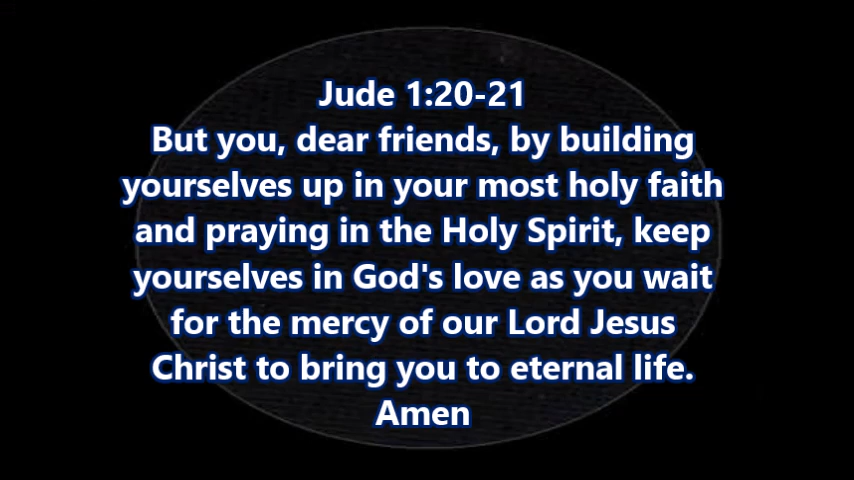 Jude 1:20-21
But you, dear friends, by building
yourselves up in your most holy faith
and praying in the Holy Spirit, keep
yourselves in God's love as you wait
for the mercy of our Lord Jesus
Christ to bring you to eternal life.
Amen